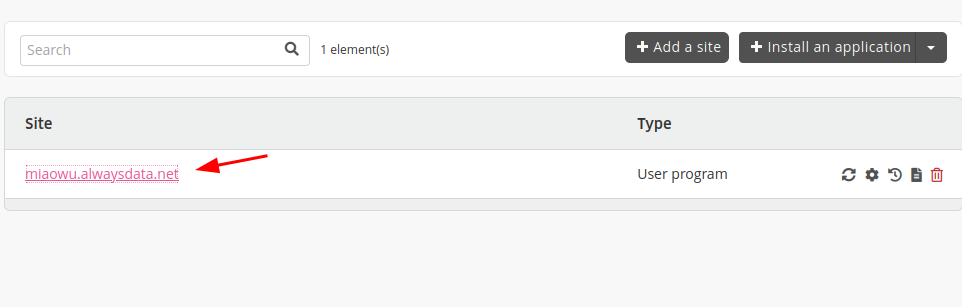 Search
1 element(s)
Add a site
Install an application
Site
Type
miaowu.alwaysdata.net
User program